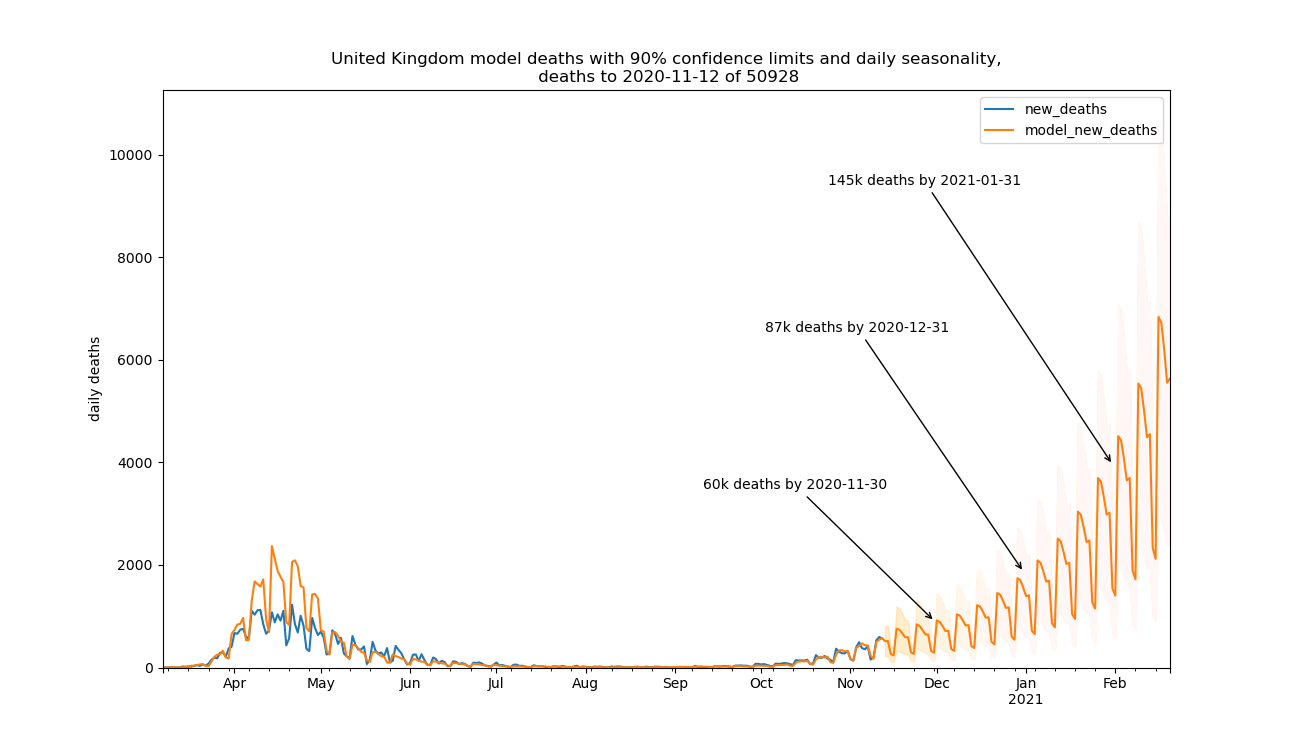 United Kingdom model deaths with 90% confidence limits and daily seasonality,
deaths to 2020-11-12 of 50928
new_deaths
model_new_deaths
145k deaths by 2021-01-31
87k deaths by 2020-12-31
60k deaths by 2020-11-30
daily deaths
10000
8000
6000
4000
2000
0
Apr May Jun Jul Aug Sep Oct Nov Dec Jan Feb
2021